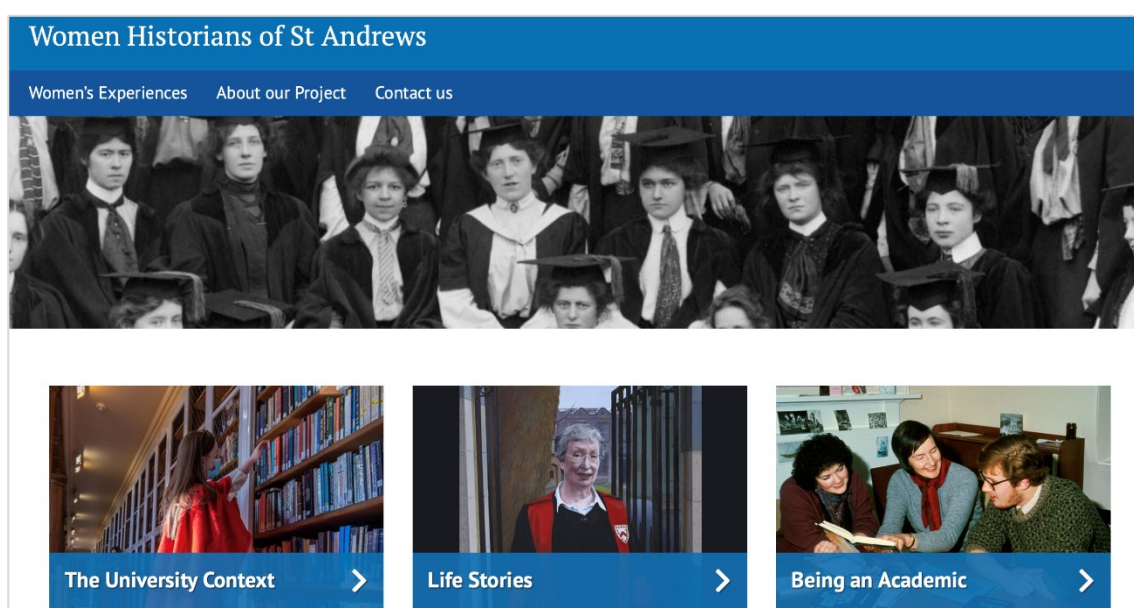 Women Historians of St Andrews
Women's Experiences About our Project Contact us
The University Context
Life Stories
Being an Academic